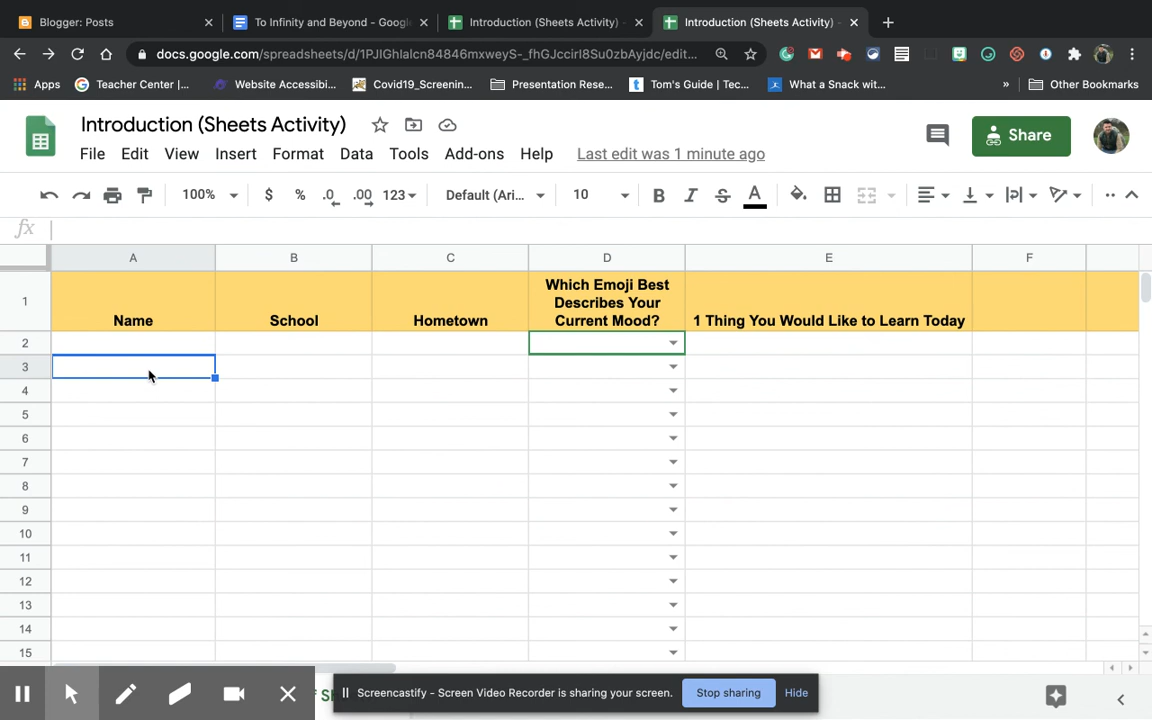 Blogger: Posts
To Infinity and Beyond - Googl
Introduction (Sheets Activity)
Introduction (Sheets Activity) -
docs.google.com/spreadsheets/d/1PJIGhIalcn84846mxweyS-_fhGJccirI8Su0zbAyjdc/edit...
Apps
Teacher Center |...
Website Accessibi...
Covid19_Screenin...
Presentation Rese...
Tom's Guide | Tec...
What a Snack wit...
»
Other Bookmarks
Introduction (Sheets Activity)
Share
File Edit View Insert Format Data Tools Add-ons Help Last edit was 1 minute ago
100% $ % .0 .00 123 Default (Ari... 10 B I S A
fx
A B C D E F
1 Name School Hometown Which Emoji Best
Describes Your
Current Mood? 1 Thing You Would Like to Learn Today
2
3
4
5
6
7
8
9
10
11
12
13
14
15
Screencastify - Screen Video Recorder is sharing your screen. Stop sharing Hide